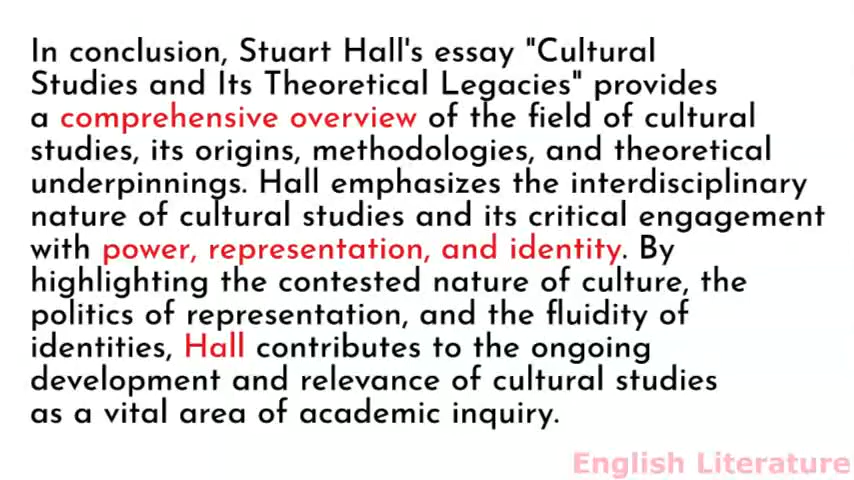 In conclusion, Stuart Hall's essay "Cultural
Studies and Its Theoretical Legacies" provides
a comprehensive overview of the field of cultural
studies, its origins, methodologies, and theoretical
underpinnings. Hall emphasizes the interdisciplinary
nature of cultural studies and its critical engagement
with power, representation, and identity. By
highlighting the contested nature of culture, the
politics of representation, and the fluidity of
identities, Hall contributes to the ongoing
development and relevance of cultural studies
as a vital area of academic inquiry.
English Literature